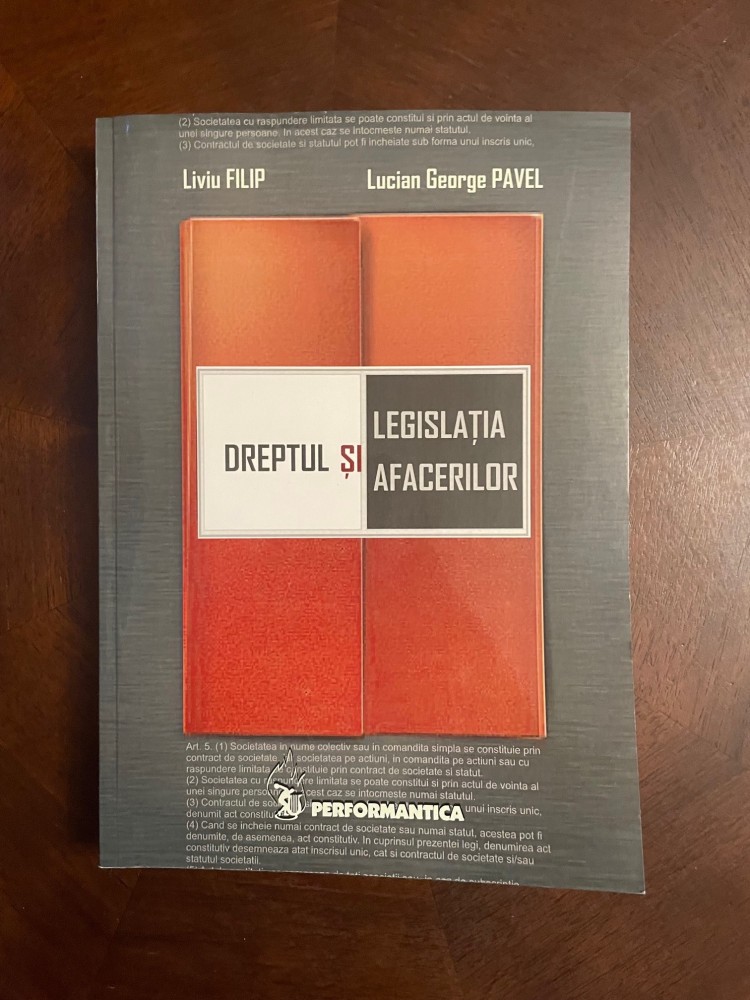 (2) Societatea cu raspundere limitata se poate constitui si prin actul de vointa al
unei singure persoane. In acest caz se intocmeste numai statutul.
(3) Contractul de societate si statutul pot fi incheiate sub forma unui inscris unic,
Liviu FILIP
Lucian George PAVEL
DREPTUL ȘI
LEGISLAȚIA
AFACERILOR
Art. 5. (1) Societatea in nume colectiv sau in comandita simpla se constituie prin
contract de societate, societatea pe actiuni, in comandita pe actiuni sau cu
raspundere limitata se constituie prin contract de societate si statut.
(2) Societatea cu raspundere limitata se poate constitui si prin actul de vointa al
unei singure acest caz se intocmeste numai statutul.
(3) Contractul de unui inscris unic,
PERFORMANTICA
denumit act
(4) Cand se incheie numai contract de societate sau numai statut, acestea pot fi
denumite, de asemenea, act constitutiv. In cuprinsul prezentei legi, denumirea act
constitutiv desemneaza atat inscrisul unic, cat si contractul de societate si/sau
statutul societatii.